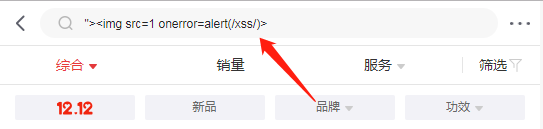 "><img src=1 onerror=alert(/xss/)>
综合 销量 服务 筛选
12.12 新品 品牌 功效